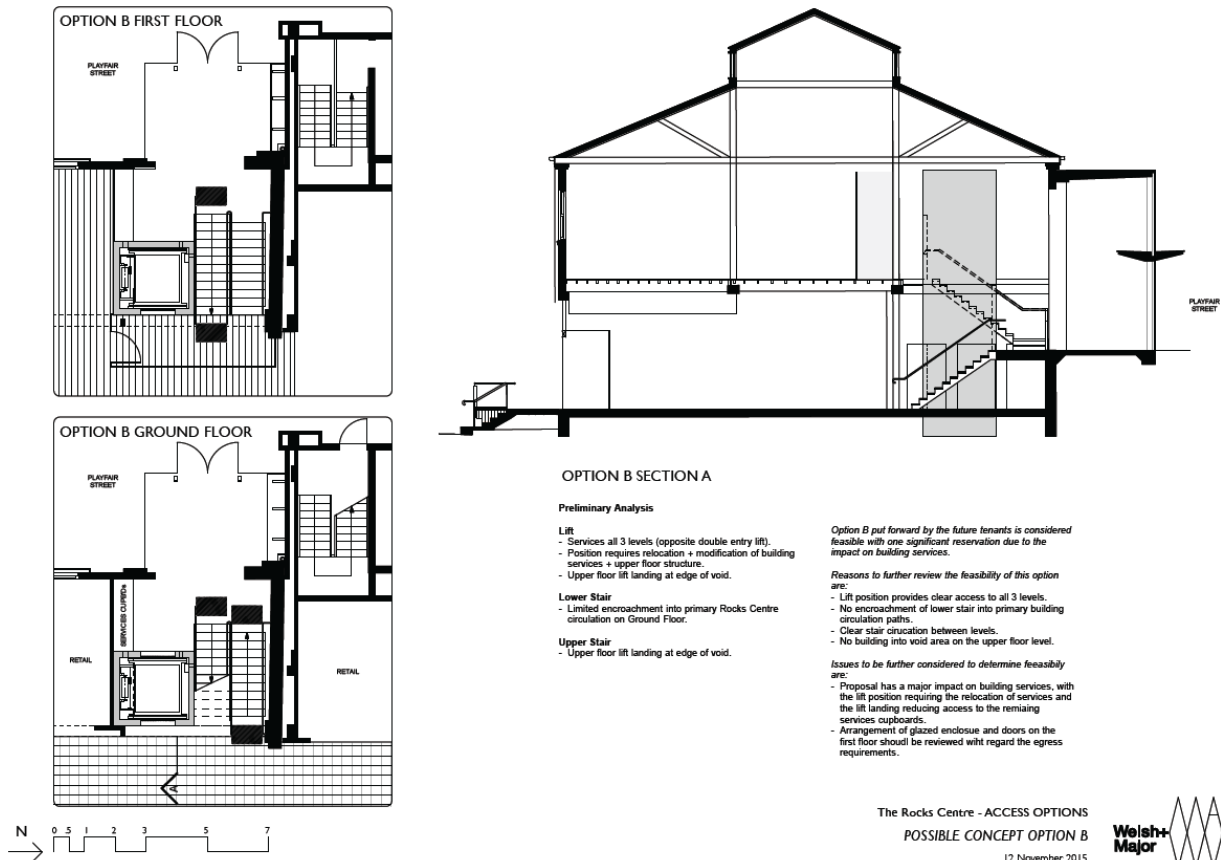 OPTION B FIRST FLOOR
PLAYFAIR
STREET
OPTION B GROUND FLOOR
PLAYFAIR
STREET
SERVICES CUPB'Ds
RETAIL
RETAIL
A
N
0 .5 1 2 3 5 7
PLAYFAIR
STREET
OPTION B SECTION A
Preliminary Analysis
Lift
- Services all 3 levels (opposite double entry lift).
- Position requires relocation + modification of building
services + upper floor structure.
- Upper floor lift landing at edge of void.
Lower Stair
- Limited encroachment into primary Rocks Centre
circulation on Ground Floor.
Upper Stair
- Upper floor lift landing at edge of void.
Option B put forward by the future tenants is considered
feasible with one significant reservation due to the
impact on building services.
Reasons to further review the feasibility of this option
are:
- Lift position provides clear access to all 3 levels.
- No encroachment of lower stair into primary building
circulation paths.
- Clear stair cirucation between levels.
- No building into void area on the upper floor level.
Issues to be further considered to determine feeasibily
are:
- Proposal has a major impact on building services, with
the lift position requiring the relocation of services and
the lift landing reducing access to the remiaing
services cupboards.
- Arrangement of glazed enclosue and doors on the
first floor shoudl be reviewed wiht regard the egress
requirements.
The Rocks Centre - ACCESS OPTIONS
POSSIBLE CONCEPT OPTION B
12 November 2015
Welsh+
Major